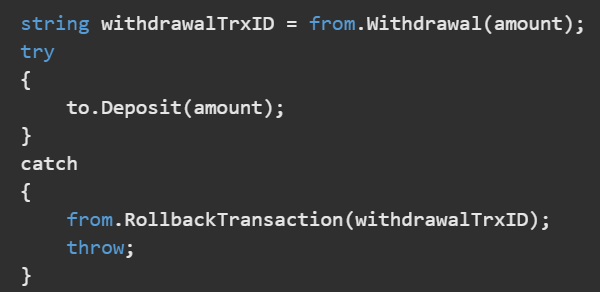 string withdrawalTrxID = from.Withdrawal(amount);
try
{
    to.Deposit(amount);
}
catch
{
    from.RollbackTransaction(withdrawalTrxID);
    throw;
}